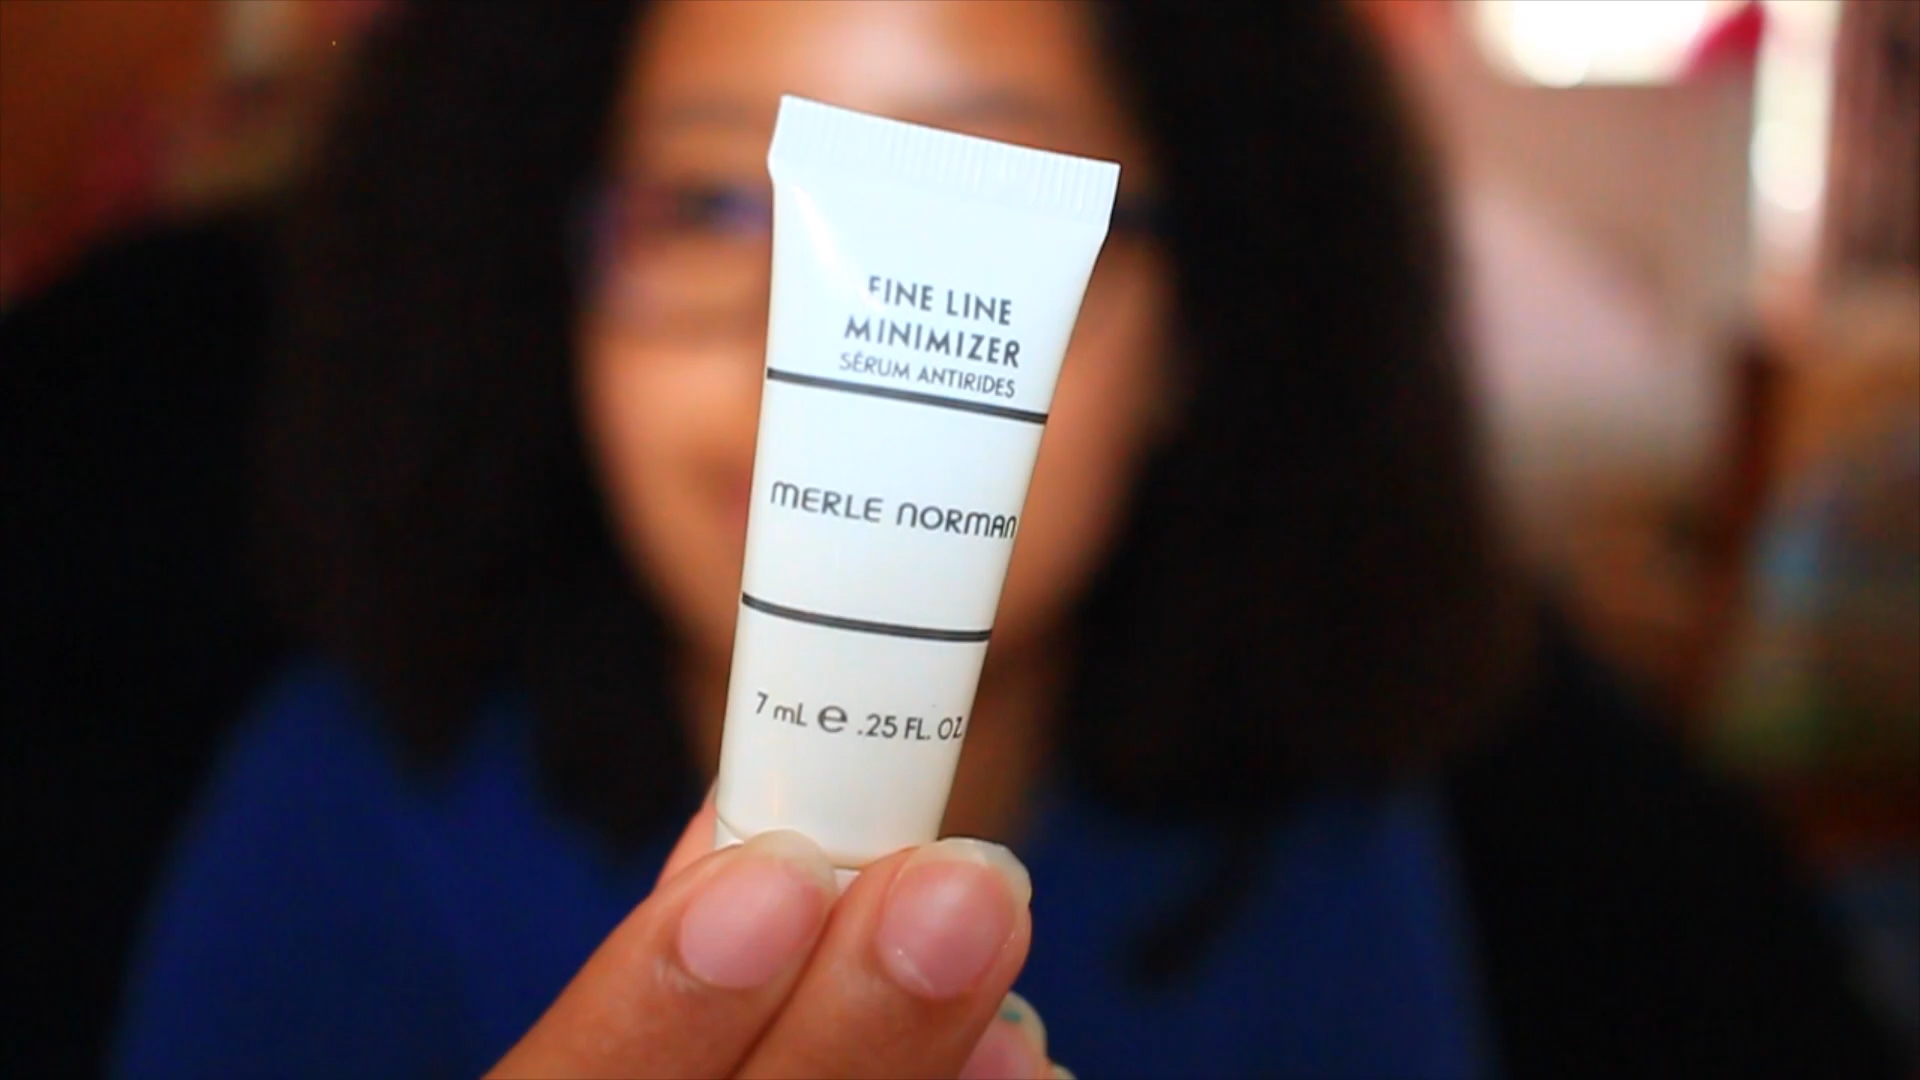 FINE LINE
MINIMIZER
SÉRUM ANTIRIDES
MERLE NORMAN
7 mL e .25 FL. OZ